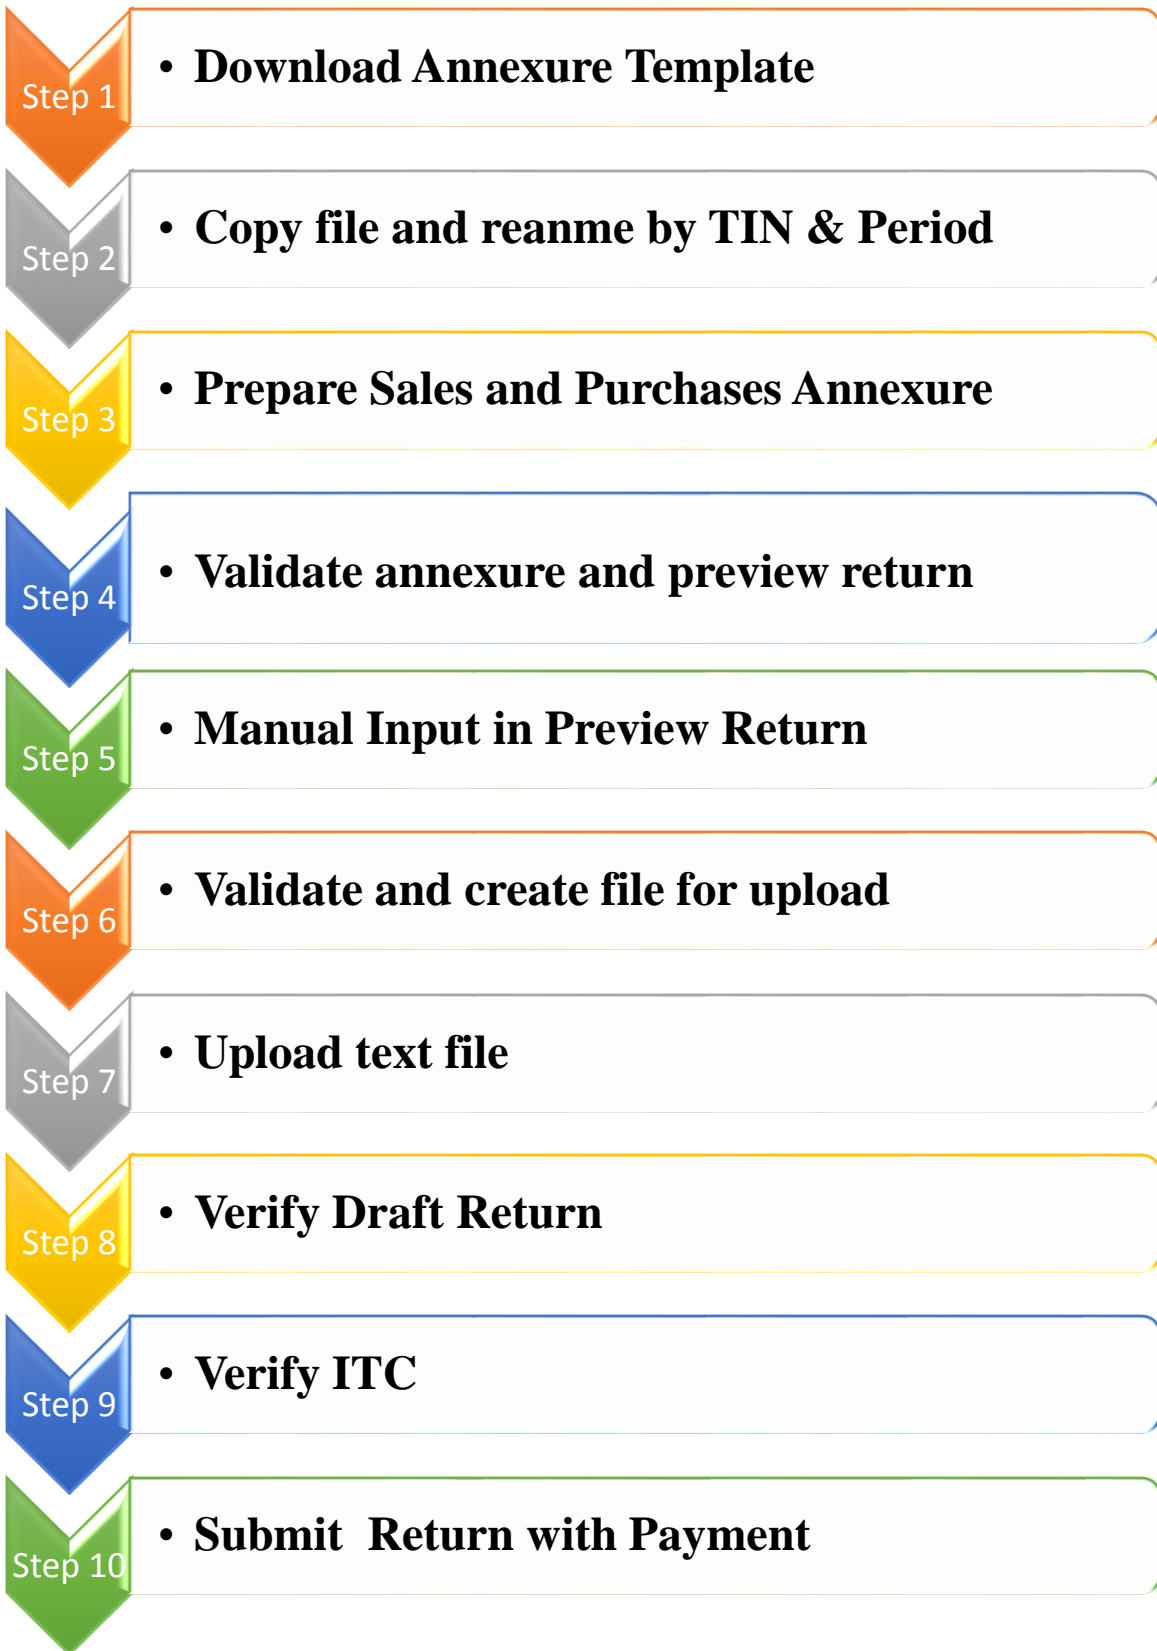 Step 1
• Download Annexure Template
Step 2
• Copy file and reanme by TIN & Period
Step 3
• Prepare Sales and Purchases Annexure
Step 4
• Validate annexure and preview return
Step 5
• Manual Input in Preview Return
Step 6
• Validate and create file for upload
Step 7
• Upload text file
Step 8
• Verify Draft Return
Step 9
• Verify ITC
Step 10
• Submit  Return with Payment